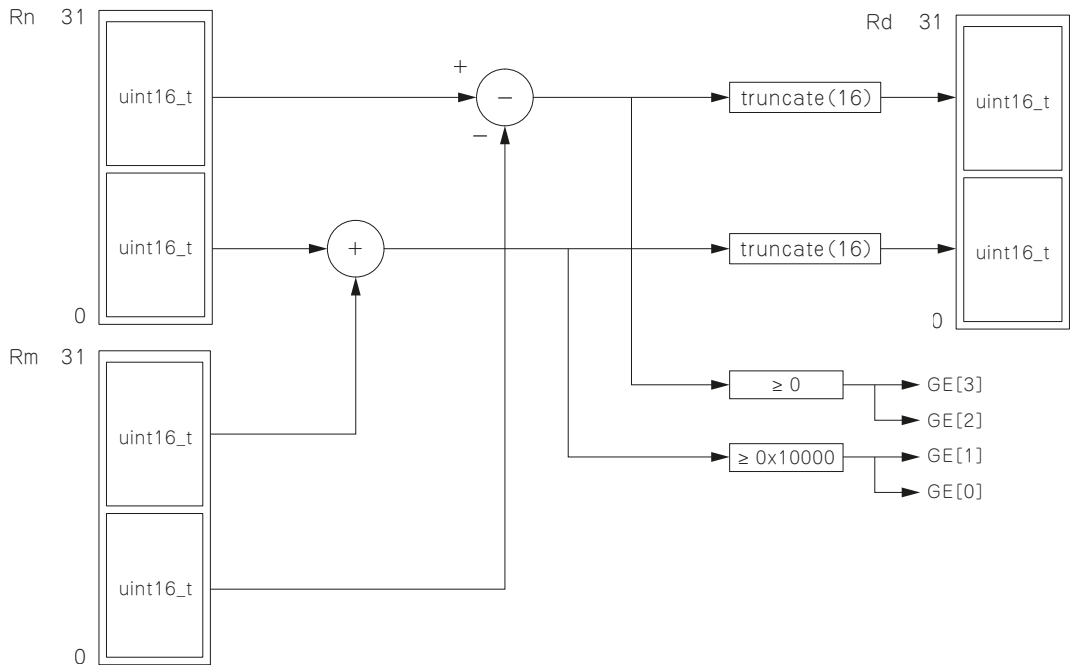 Rn 31
uint16_t
uint16_t
0
Rm 31
uint16_t
uint16_t
0
+
−
−
+
truncate(16)
truncate(16)
Rd 31
uint16_t
uint16_t
0
≥ 0
GE[3]
GE[2]
≥ 0x10000
GE[1]
GE[0]